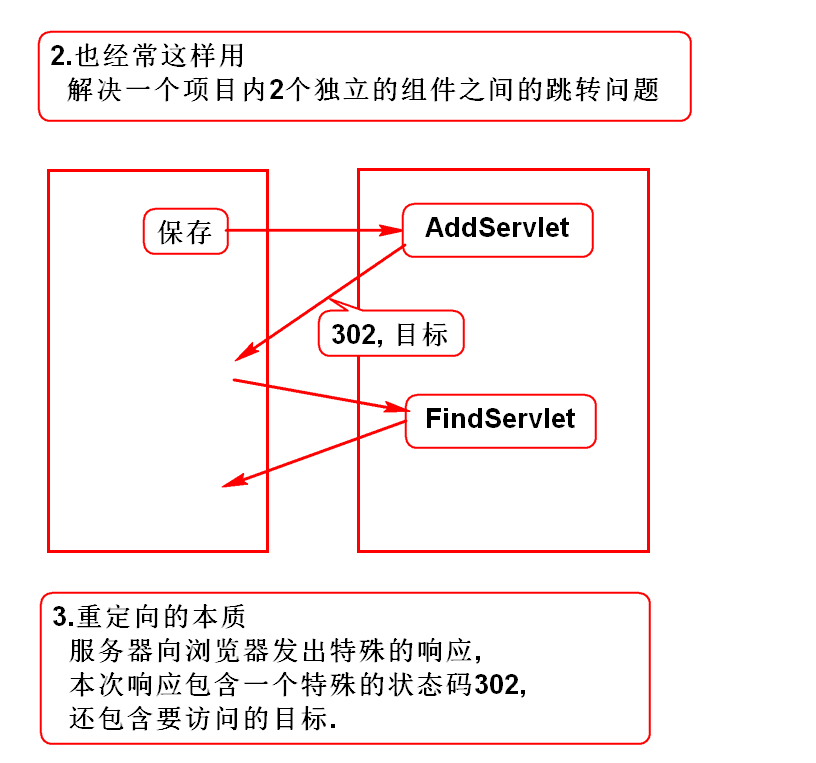 2.也经常这样用
解决一个项目内2个独立的组件之间的跳转问题
保存
AddServlet
302, 目标
FindServlet
3.重定向的本质
服务器向浏览器发出特殊的响应,
本次响应包含一个特殊的状态码302,
还包含要访问的目标.